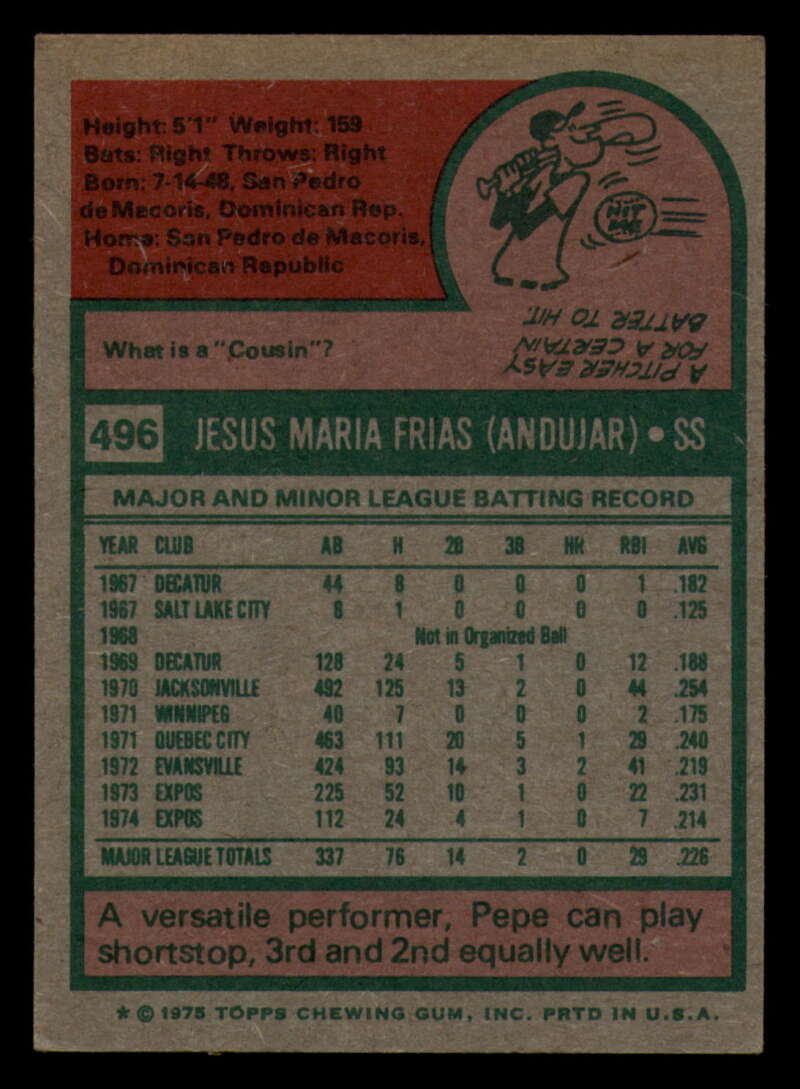 Height: 5'1" Weight: 159
Bats: Right Throws: Right
Born: 7-14-48, San Pedro
de Macoris, Dominican Rep.
Home: San Pedro de Macoris,
Dominican Republic
HIT ME
What is a "Cousin"?
A PITCHER EASY
FOR A CERTAIN
BATTER TO HIT.
496 JESUS MARIA FRIAS (ANDUJAR) • SS
MAJOR AND MINOR LEAGUE BATTING RECORD
YEAR CLUB AB H 2B 3B HR RBI AVG
1967 DECATUR 44 8 0 0 0 1 .182
1967 SALT LAKE CITY 8 1 0 0 0 0 .125
1968 Not in Organized Ball
1969 DECATUR 128 24 5 1 0 12 .188
1970 JACKSONVILLE 492 125 13 2 0 44 .254
1971 WINNIPEG 40 7 0 0 0 2 .175
1971 QUEBEC CITY 463 111 20 5 1 29 .240
1972 EVANSVILLE 424 93 14 3 2 41 .219
1973 EXPOS 225 52 10 1 0 22 .231
1974 EXPOS 112 24 4 1 0 7 .214
MAJOR LEAGUE TOTALS 337 76 14 2 0 29 .226
A versatile performer, Pepe can play
shortstop, 3rd and 2nd equally well.
* © 1975 TOPPS CHEWING GUM, INC. PRTD IN U.S.A.